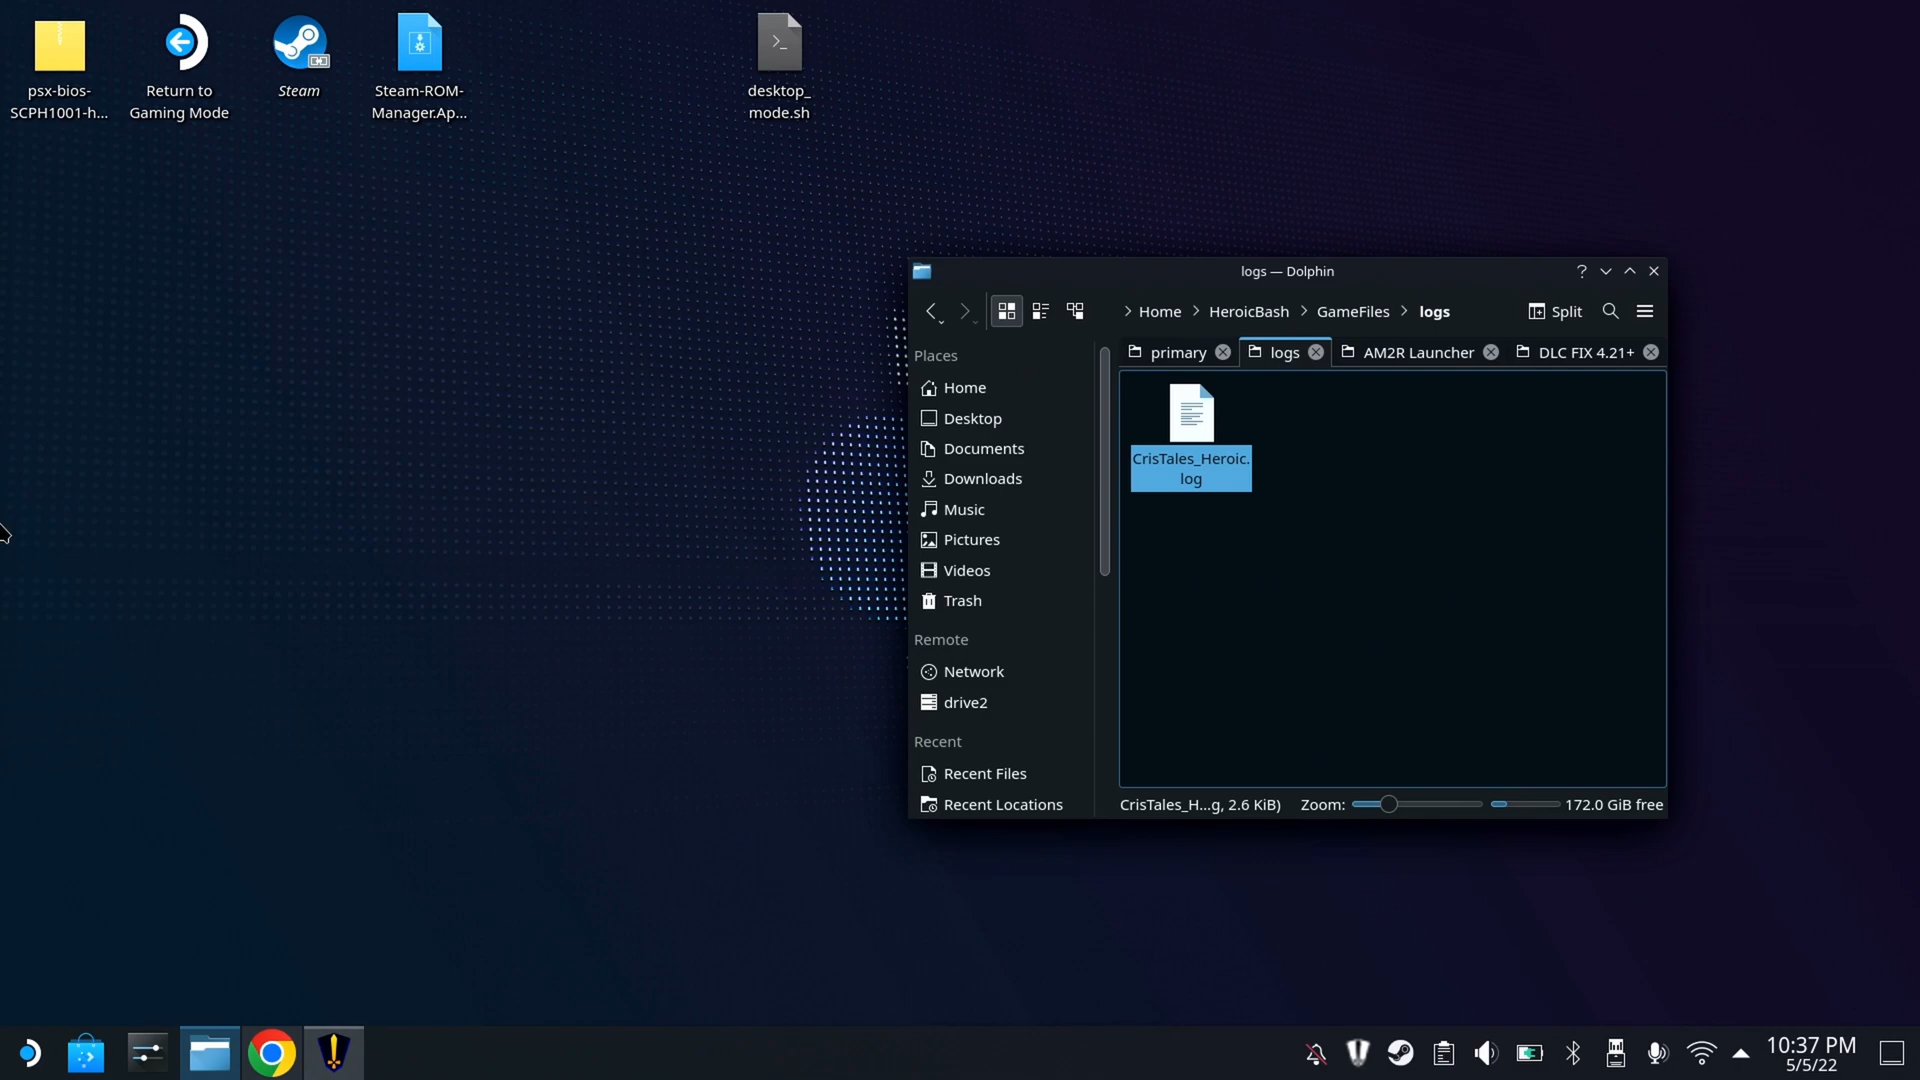 psx-bios-
SCPH1001-h...
Return to
Gaming Mode
Steam
Steam-ROM-
Manager.Ap...
desktop_
mode.sh
logs — Dolphin
Home
HeroicBash
GameFiles
logs
Split
primary
logs
AM2R Launcher
DLC FIX 4.21+
Places
Home
Desktop
Documents
Downloads
Music
Pictures
Videos
Trash
Remote
Network
drive2
Recent
Recent Files
Recent Locations
CrisTales_Heroic.
log
CrisTales_H...g, 2.6 KiB)
Zoom:
172.0 GiB free
10:37 PM
5/5/22